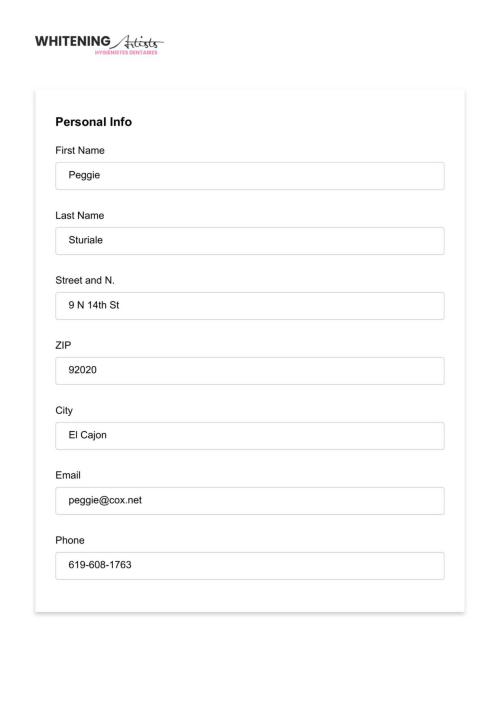 WHITENING Artists
HYGIÉNISTES DENTAIRES
Personal Info
First Name
Peggie
Last Name
Sturiale
Street and N.
9 N 14th St
ZIP
92020
City
El Cajon
Email
peggie@cox.net
Phone
619-608-1763